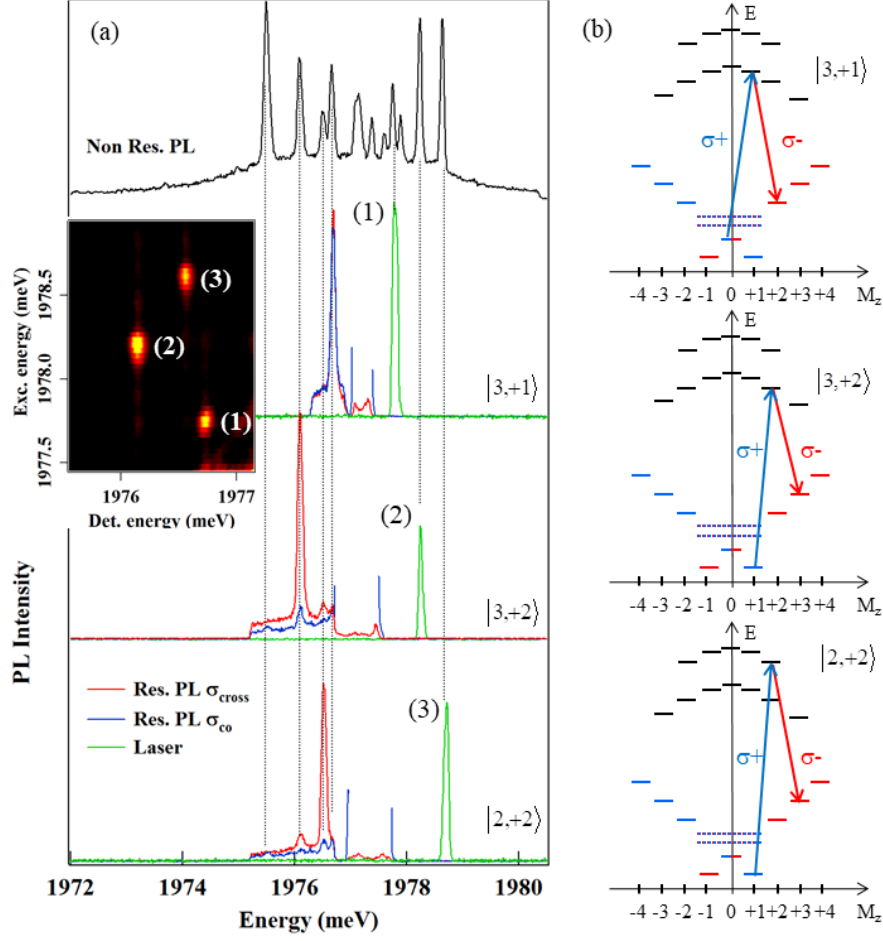 (a)
Non Res. PL
(1)
|3,+1⟩
Exc. energy (meV)
1978.5
1978.0
1977.5
(3)
(2)
(1)
1976 1977
Det. energy (meV)
(2)
|3,+2⟩
PL Intensity
Res. PL σcross
Res. PL σco
Laser
(3)
|2,+2⟩
1972 1974 1976 1978 1980
Energy (meV)
(b)
E
|3,+1⟩
σ+ σ-
-4 -3 -2 -1 0 +1 +2 +3 +4 Mz
E
|3,+2⟩
σ+ σ-
-4 -3 -2 -1 0 +1 +2 +3 +4 Mz
E
|2,+2⟩
σ+ σ-
-4 -3 -2 -1 0 +1 +2 +3 +4 Mz